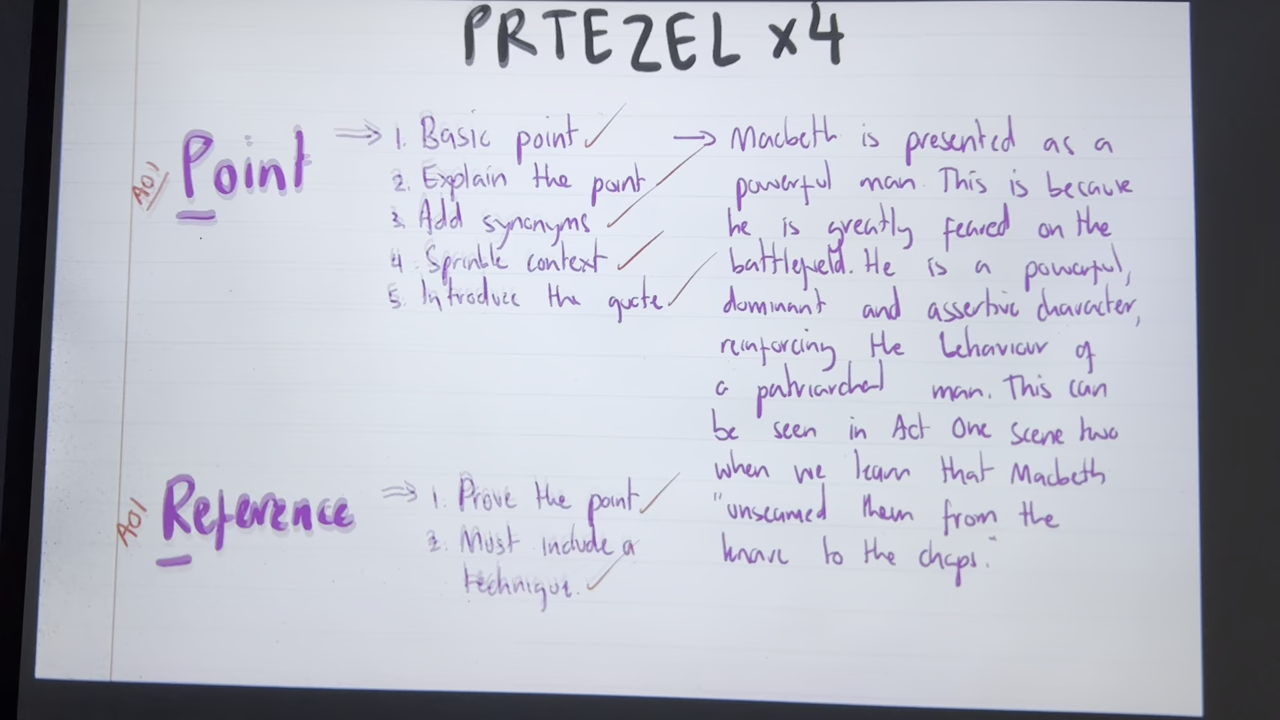 PRTEZEL x4
AO1
Point
⇒ 1. Basic point ✓
2. Explain the point
3. Add synonyms ✓
4. Sprinkle context ✓
5. Introduce the quote ✓
→ Macbeth is presented as a
powerful man. This is because
he is greatly feared on the
battlefield. He is a powerful,
dominant and assertive character,
reinforcing the behaviour of
a patriarchal man. This can
be seen in Act One scene two
when we learn that Macbeth
"unseamed them from the
knave to the chaps."
AO1
Reference
⇒ 1. Prove the point ✓
2. Must include a
technique. ✓